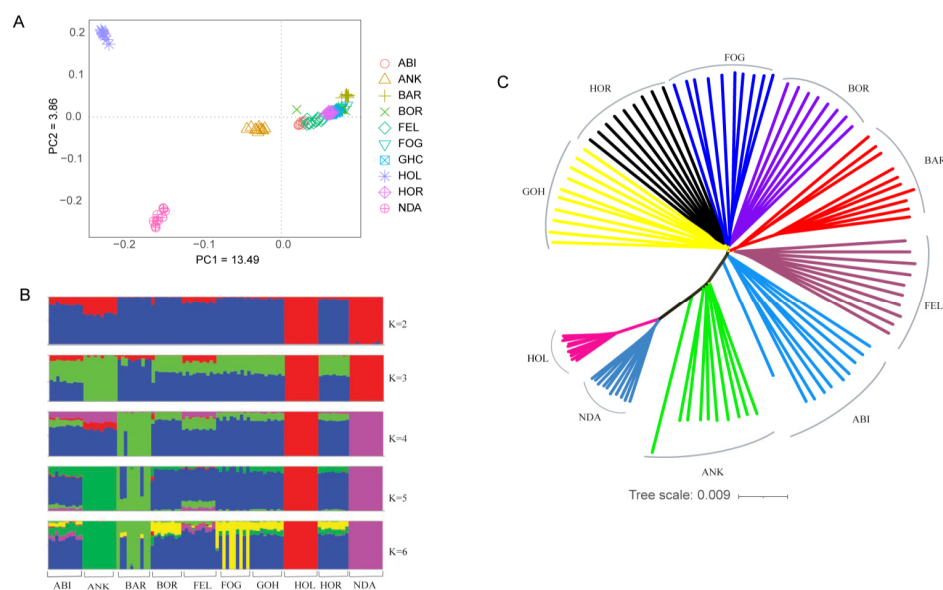 A
0.2
0.1
0.0
−0.1
−0.2
PC2 = 3.86
−0.2
−0.1
0.0
PC1 = 13.49
ABI
ANK
BAR
BOR
FEL
FOG
GHC
HOL
HOR
NDA
B
K=2
K=3
K=4
K=5
K=6
ABI ANK BAR BOR FEL FOG GOH HOL HOR NDA
C
FOG
HOR
BOR
BAR
GOH
FEL
HOL
NDA
ABI
ANK
Tree scale: 0.009